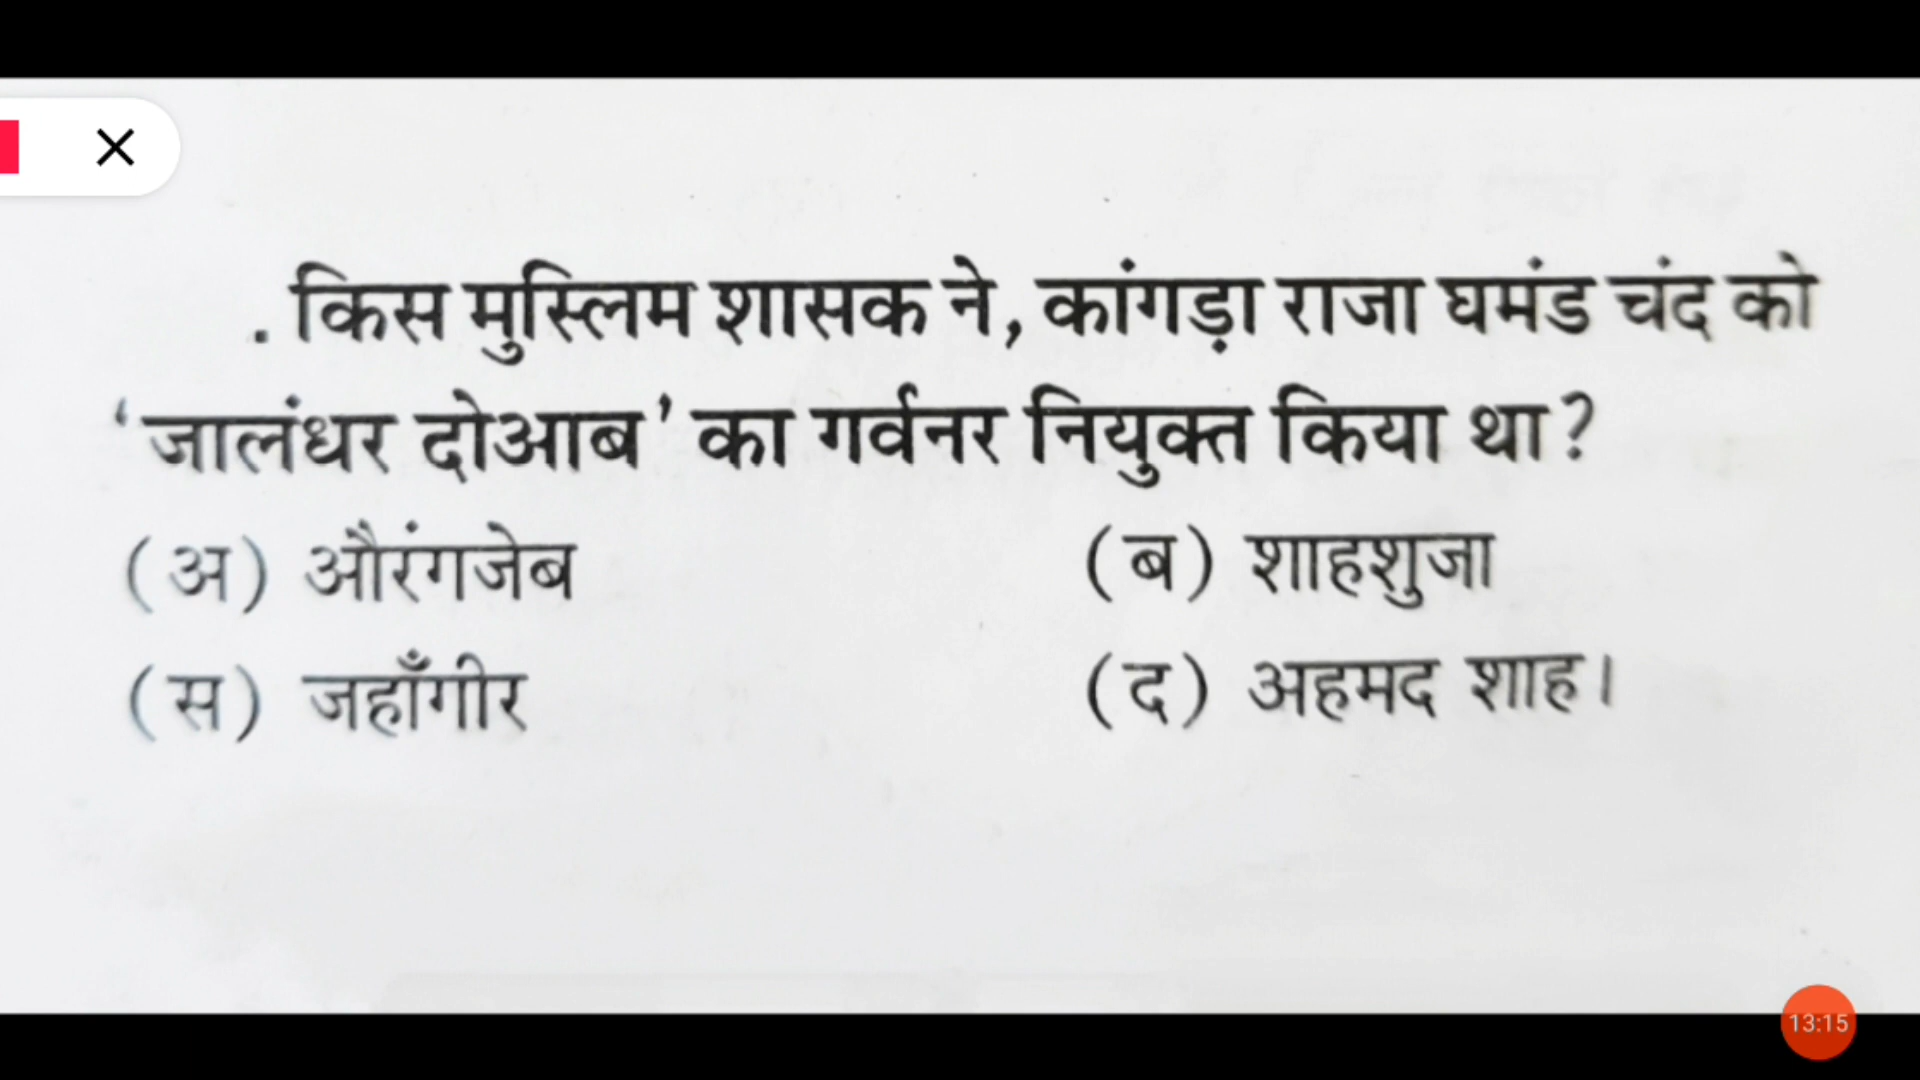 . किस मुस्लिम शासक ने, कांगड़ा राजा घमंड चंद को
‘जालंधर दोआब’ का गर्वनर नियुक्त किया था?
(अ) औरंगजेब (ब) शाहशुजा
(स) जहाँगीर (द) अहमद शाह।
13:15